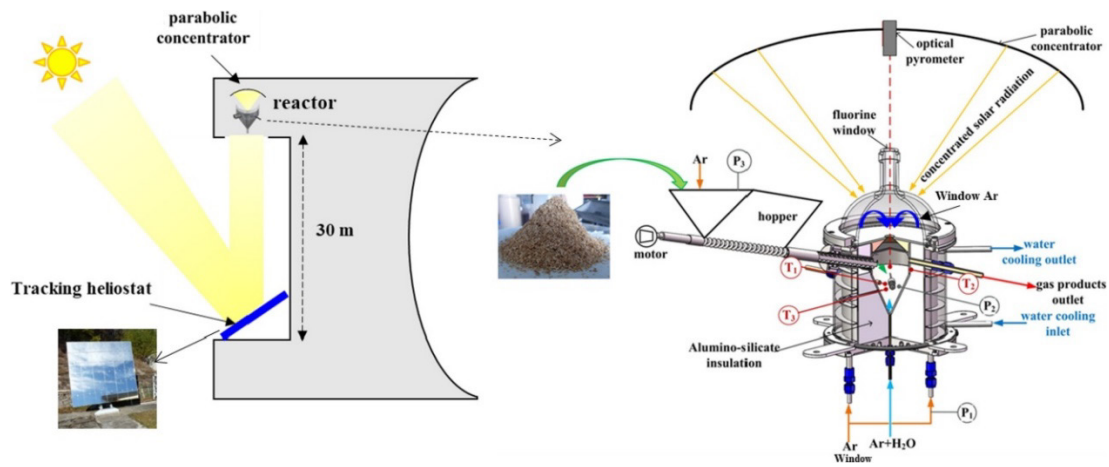 parabolic
concentrator
reactor
30 m
Tracking heliostat
optical
pyrometer
parabolic
concentrator
concentrated solar radiation
fluorine
window
Ar
P3
hopper
Window Ar
motor
water
cooling outlet
T1
T2
gas products
outlet
P2
T3
water cooling
inlet
Alumino-silicate
insulation
P1
Ar
Window
Ar+H2O